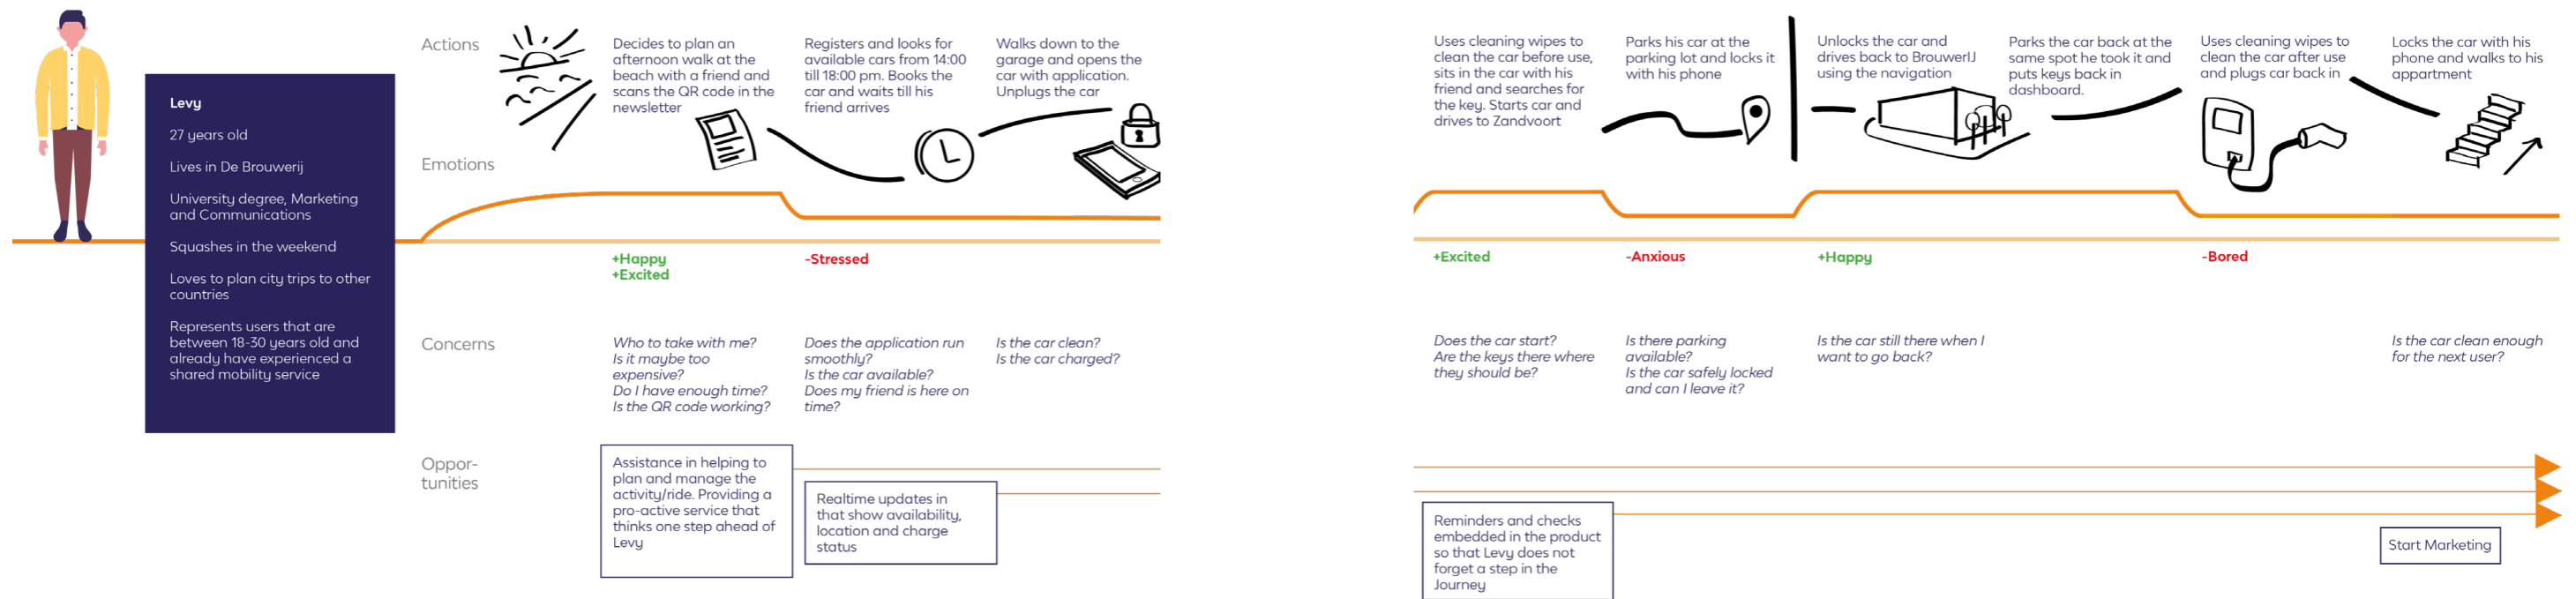 Levy
27 years old
Lives in De Brouwerij
University degree, Marketing
and Communications
Squashes in the weekend
Loves to plan city trips to other
countries
Represents users that are
between 18-30 years old and
already have experienced a
shared mobility service
Actions
Decides to plan an
afternoon walk at the
beach with a friend and
scans the QR code in the
newsletter
Registers and looks for
available cars from 14:00
till 18:00 pm. Books the
car and waits till his
friend arrives
Walks down to the
garage and opens the
car with application.
Unplugs the car
Uses cleaning wipes to
clean the car before use,
sits in the car with his
friend and searches for
the key. Starts car and
drives to Zandvoort
Parks his car at the
parking lot and locks it
with his phone
Unlocks the car and
drives back to BrouwerIJ
using the navigation
Parks the car back at the
same spot he took it and
puts keys back in
dashboard.
Uses cleaning wipes to
clean the car after use
and plugs car back in
Locks the car with his
phone and walks to his
appartment
Emotions
+Happy
+Excited
-Stressed
+Excited
-Anxious
+Happy
-Bored
Concerns
Who to take with me?
Is it maybe too
expensive?
Do I have enough time?
Is the QR code working?
Does the application run
smoothly?
Is the car available?
Does my friend is here on
time?
Is the car clean?
Is the car charged?
Does the car start?
Are the keys there where
they should be?
Is there parking
available?
Is the car safely locked
and can I leave it?
Is the car still there when I
want to go back?
Is the car clean enough
for the next user?
Oppor-
tunities
Assistance in helping to
plan and manage the
activity/ride. Providing a
pro-active service that
thinks one step ahead of
Levy
Realtime updates in
that show availability,
location and charge
status
Reminders and checks
embedded in the product
so that Levy does not
forget a step in the
Journey
Start Marketing